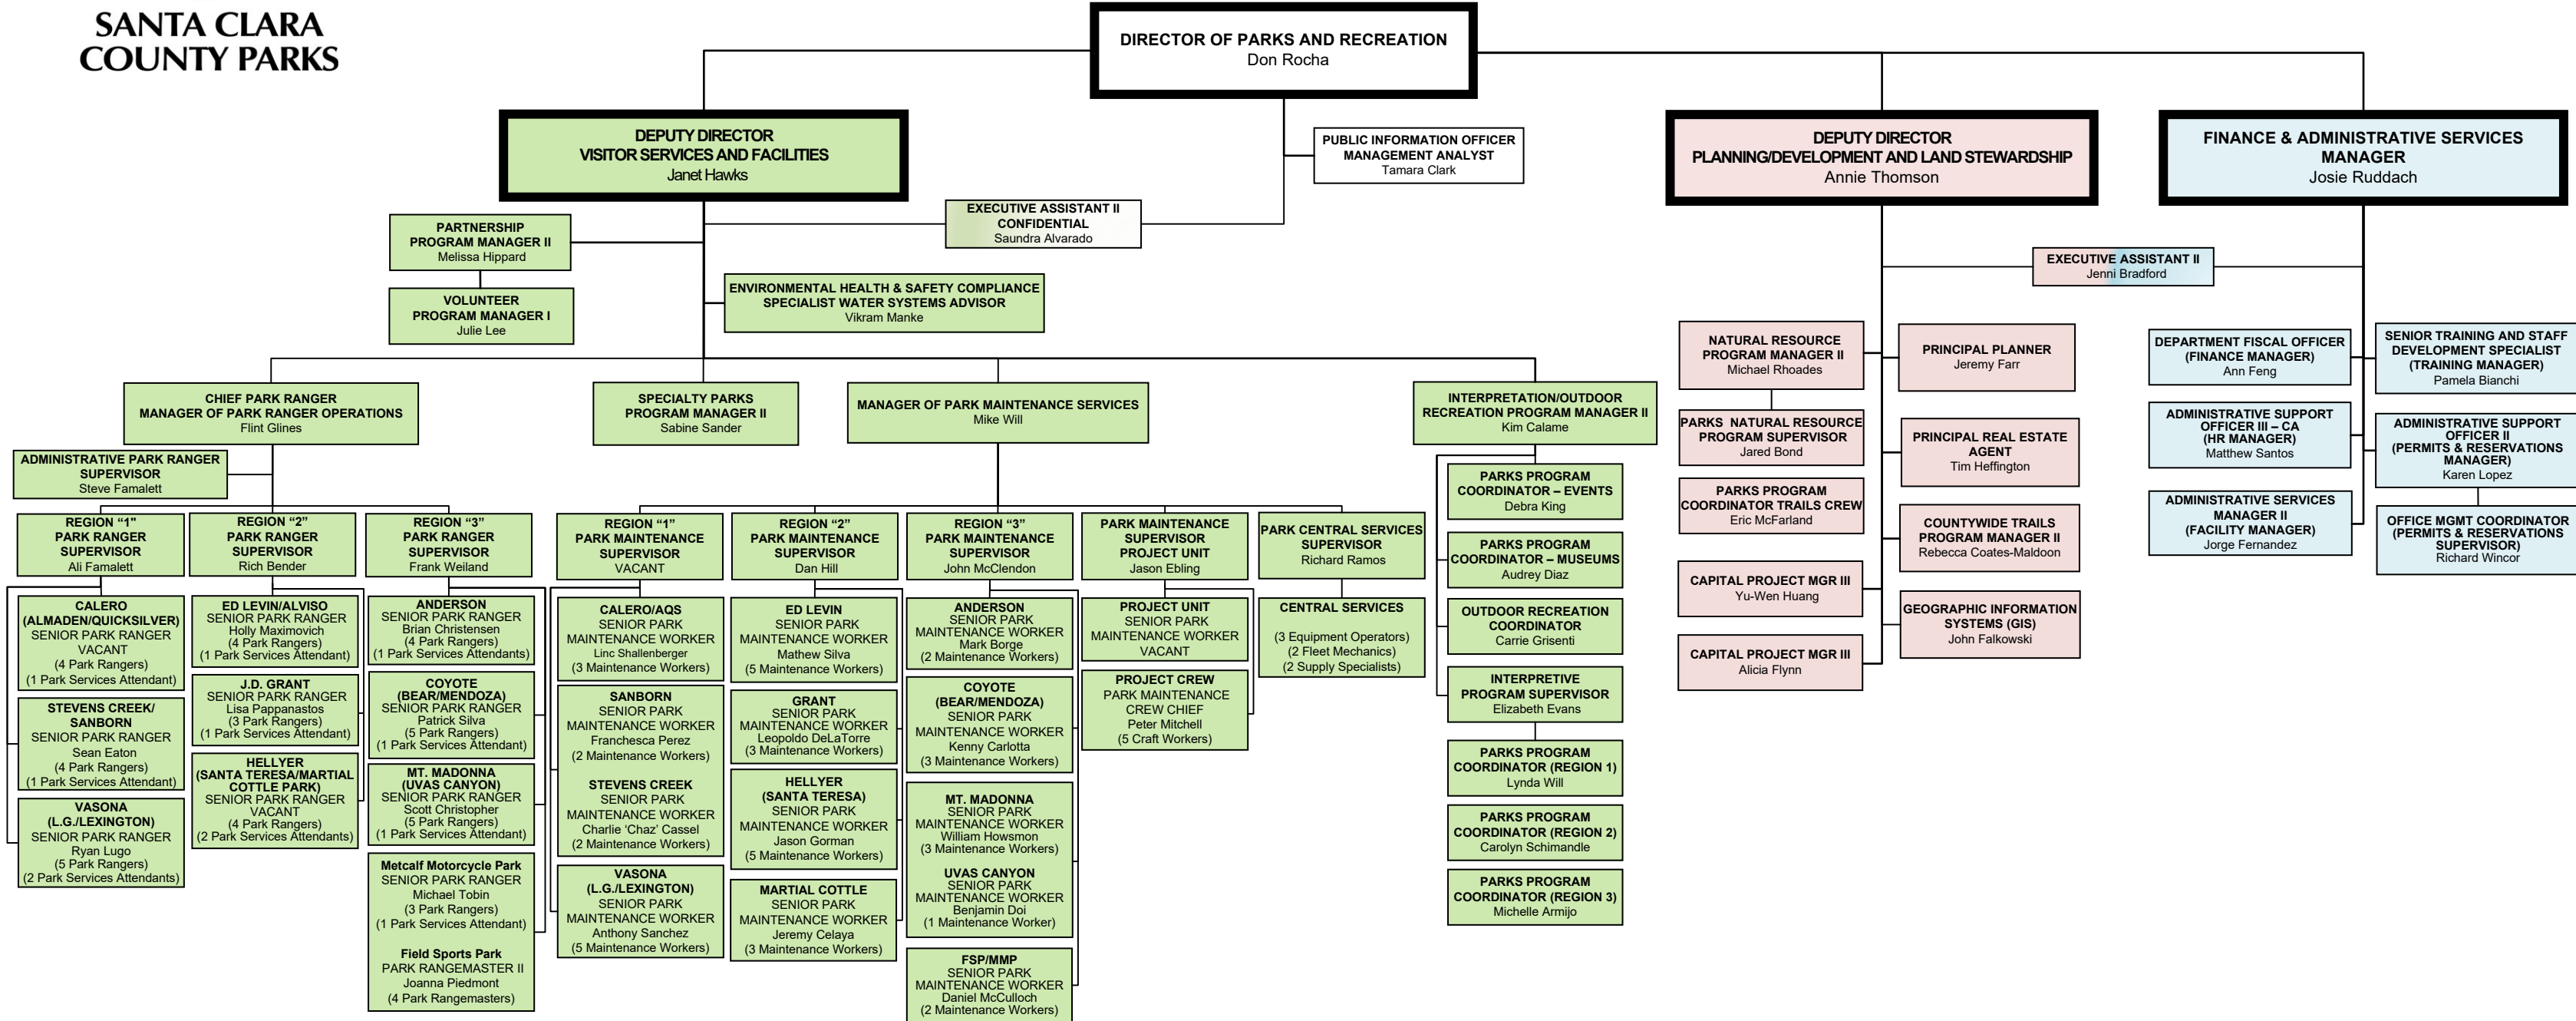 SANTA CLARA
COUNTY PARKS
DIRECTOR OF PARKS AND RECREATION
Don Rocha
DEPUTY DIRECTOR
VISITOR SERVICES AND FACILITIES
Janet Hawks
PUBLIC INFORMATION OFFICER
MANAGEMENT ANALYST
Tamara Clark
DEPUTY DIRECTOR
PLANNING/DEVELOPMENT AND LAND STEWARDSHIP
Annie Thomson
FINANCE & ADMINISTRATIVE SERVICES
MANAGER
Josie Ruddach
EXECUTIVE ASSISTANT II
CONFIDENTIAL
Saundra Alvarado
PARTNERSHIP
PROGRAM MANAGER II
Melissa Hippard
VOLUNTEER
PROGRAM MANAGER I
Julie Lee
ENVIRONMENTAL HEALTH & SAFETY COMPLIANCE
SPECIALIST WATER SYSTEMS ADVISOR
Vikram Manke
EXECUTIVE ASSISTANT II
Jenni Bradford
CHIEF PARK RANGER
MANAGER OF PARK RANGER OPERATIONS
Flint Glines
SPECIALTY PARKS
PROGRAM MANAGER II
Sabine Sander
MANAGER OF PARK MAINTENANCE SERVICES
Mike Will
INTERPRETATION/OUTDOOR
RECREATION PROGRAM MANAGER II
Kim Calame
ADMINISTRATIVE PARK RANGER
SUPERVISOR
Steve Famalett
REGION “1"
PARK RANGER
SUPERVISOR
Ali Famalett
CALERO
(ALMADEN/QUICKSILVER)
SENIOR PARK RANGER
VACANT
(4 Park Rangers)
(1 Park Services Attendant)
STEVENS CREEK/
SANBORN
SENIOR PARK RANGER
Sean Eaton
(4 Park Rangers)
(1 Park Services Attendant)
VASONA
(L.G./LEXINGTON)
SENIOR PARK RANGER
Ryan Lugo
(5 Park Rangers)
(2 Park Services Attendants)
REGION “2”
PARK RANGER
SUPERVISOR
Rich Bender
ED LEVIN/ALVISO
SENIOR PARK RANGER
Holly Maximovich
(4 Park Rangers)
(1 Park Services Attendant)
J.D. GRANT
SENIOR PARK RANGER
Lisa Pappanastos
(3 Park Rangers)
(1 Park Services Attendant)
HELLYER
(SANTA TERESA/MARTIAL
COTTLE PARK)
SENIOR PARK RANGER
VACANT
(4 Park Rangers)
(2 Park Services Attendants)
REGION “3”
PARK RANGER
SUPERVISOR
Frank Weiland
ANDERSON
SENIOR PARK RANGER
Brian Christensen
(4 Park Rangers)
(1 Park Services Attendants)
COYOTE
(BEAR/MENDOZA)
SENIOR PARK RANGER
Patrick Silva
(5 Park Rangers)
(1 Park Services Attendant)
MT. MADONNA
(UVAS CANYON)
SENIOR PARK RANGER
Scott Christopher
(5 Park Rangers)
(1 Park Services Attendant)
Metcalf Motorcycle Park
SENIOR PARK RANGER
Michael Tobin
(3 Park Rangers)
(1 Park Services Attendant)
Field Sports Park
PARK RANGEMASTER II
Joanna Piedmont
(4 Park Rangemasters)
REGION “1”
PARK MAINTENANCE
SUPERVISOR
VACANT
CALERO/AQS
SENIOR PARK
MAINTENANCE WORKER
Linc Shallenberger
(3 Maintenance Workers)
SANBORN
SENIOR PARK
MAINTENANCE WORKER
Franchesca Perez
(2 Maintenance Workers)
STEVENS CREEK
SENIOR PARK
MAINTENANCE WORKER
Charlie ‘Chaz’ Cassel
(2 Maintenance Workers)
VASONA
(L.G./LEXINGTON)
SENIOR PARK
MAINTENANCE WORKER
Anthony Sanchez
(5 Maintenance Workers)
REGION “2”
PARK MAINTENANCE
SUPERVISOR
Dan Hill
ED LEVIN
SENIOR PARK
MAINTENANCE WORKER
Mathew Silva
(5 Maintenance Workers)
GRANT
SENIOR PARK
MAINTENANCE WORKER
Leopoldo DeLaTorre
(3 Maintenance Workers)
HELLYER
(SANTA TERESA)
SENIOR PARK
MAINTENANCE WORKER
Jason Gorman
(5 Maintenance Workers)
MARTIAL COTTLE
SENIOR PARK
MAINTENANCE WORKER
Jeremy Celaya
(3 Maintenance Workers)
REGION “3”
PARK MAINTENANCE
SUPERVISOR
John McClendon
ANDERSON
SENIOR PARK
MAINTENANCE WORKER
Mark Borge
(2 Maintenance Workers)
COYOTE
(BEAR/MENDOZA)
SENIOR PARK
MAINTENANCE WORKER
Kenny Carlotta
(3 Maintenance Workers)
MT. MADONNA
SENIOR PARK
MAINTENANCE WORKER
William Howsmon
(3 Maintenance Workers)
UVAS CANYON
SENIOR PARK
MAINTENANCE WORKER
Benjamin Doi
(1 Maintenance Worker)
FSP/MMP
SENIOR PARK
MAINTENANCE WORKER
Daniel McCulloch
(2 Maintenance Workers)
PARK MAINTENANCE
SUPERVISOR
PROJECT UNIT
Jason Ebling
PROJECT UNIT
SENIOR PARK
MAINTENANCE WORKER
VACANT
PROJECT CREW
PARK MAINTENANCE
CREW CHIEF
Peter Mitchell
(5 Craft Workers)
PARK CENTRAL SERVICES
SUPERVISOR
Richard Ramos
CENTRAL SERVICES
(3 Equipment Operators)
(2 Fleet Mechanics)
(2 Supply Specialists)
PARKS PROGRAM
COORDINATOR – EVENTS
Debra King
PARKS PROGRAM
COORDINATOR – MUSEUMS
Audrey Diaz
OUTDOOR RECREATION
COORDINATOR
Carrie Grisenti
INTERPRETIVE
PROGRAM SUPERVISOR
Elizabeth Evans
PARKS PROGRAM
COORDINATOR (REGION 1)
Lynda Will
PARKS PROGRAM
COORDINATOR (REGION 2)
Carolyn Schimandle
PARKS PROGRAM
COORDINATOR (REGION 3)
Michelle Armijo
NATURAL RESOURCE
PROGRAM MANAGER II
Michael Rhoades
PARKS NATURAL RESOURCE
PROGRAM SUPERVISOR
Jared Bond
PARKS PROGRAM
COORDINATOR TRAILS CREW
Eric McFarland
CAPITAL PROJECT MGR III
Yu-Wen Huang
CAPITAL PROJECT MGR III
Alicia Flynn
PRINCIPAL PLANNER
Jeremy Farr
PRINCIPAL REAL ESTATE
AGENT
Tim Heffington
COUNTYWIDE TRAILS
PROGRAM MANAGER II
Rebecca Coates-Maldoon
GEOGRAPHIC INFORMATION
SYSTEMS (GIS)
John Falkowski
DEPARTMENT FISCAL OFFICER
(FINANCE MANAGER)
Ann Feng
ADMINISTRATIVE SUPPORT
OFFICER III – CA
(HR MANAGER)
Matthew Santos
ADMINISTRATIVE SERVICES
MANAGER II
(FACILITY MANAGER)
Jorge Fernandez
SENIOR TRAINING AND STAFF
DEVELOPMENT SPECIALIST
(TRAINING MANAGER)
Pamela Bianchi
ADMINISTRATIVE SUPPORT
OFFICER II
(PERMITS & RESERVATIONS
MANAGER)
Karen Lopez
OFFICE MGMT COORDINATOR
(PERMITS & RESERVATIONS
SUPERVISOR)
Richard Wincor